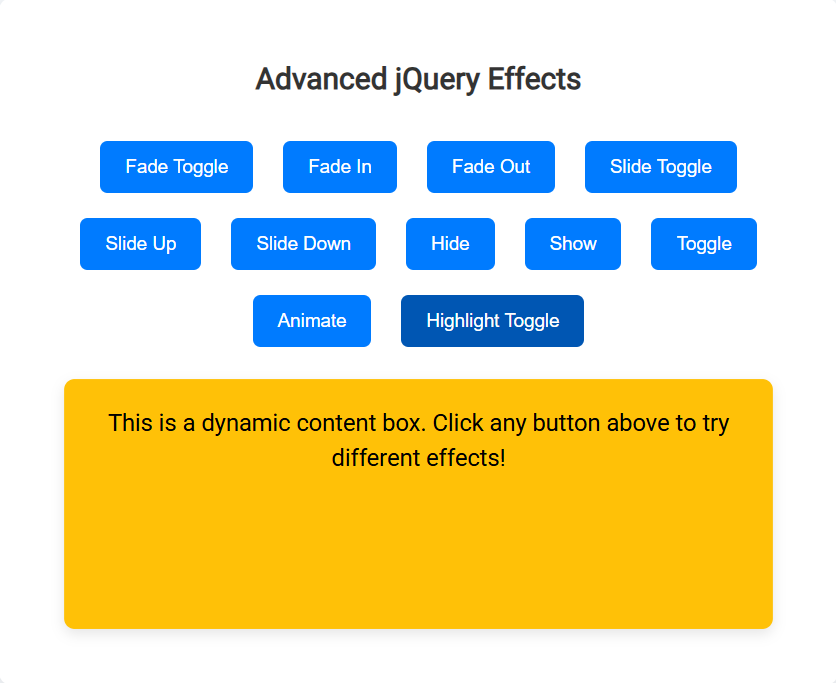 Advanced jQuery Effects
Fade Toggle Fade In Fade Out Slide Toggle
Slide Up Slide Down Hide Show Toggle
Animate Highlight Toggle
This is a dynamic content box. Click any button above to try
different effects!